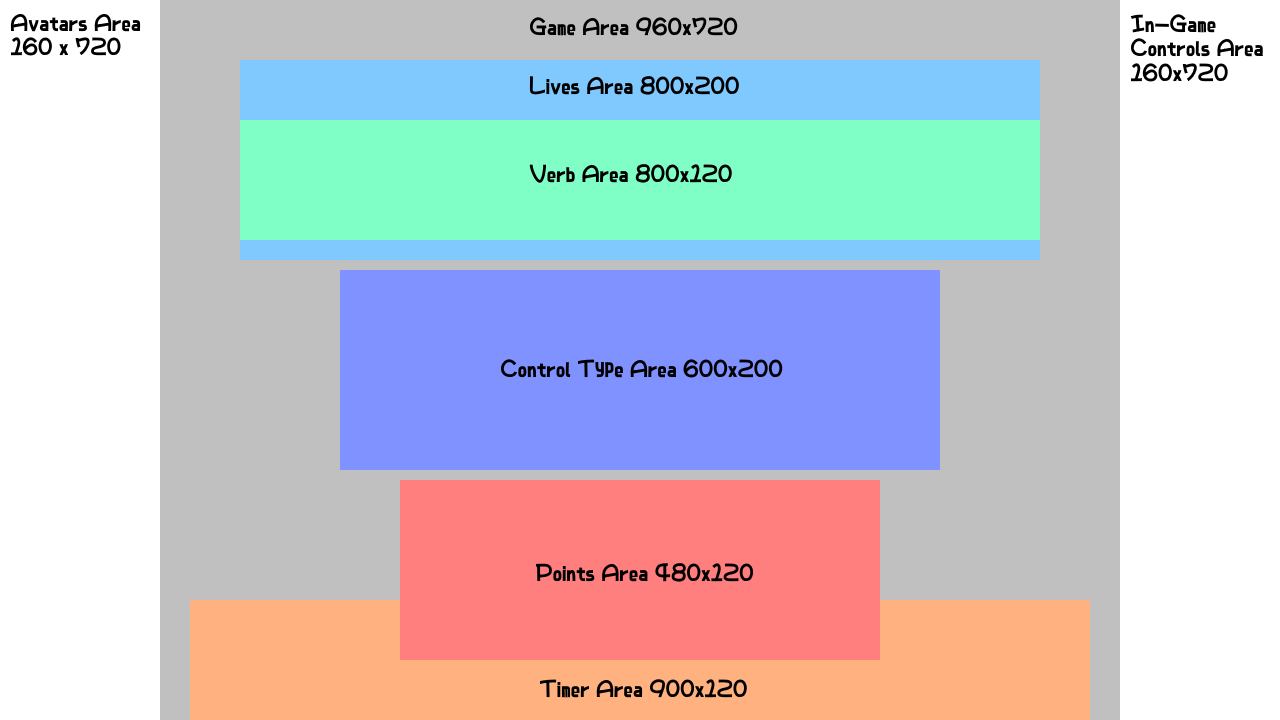 Avatars Area
160 x 720
Game Area 960x720
In-Game
Controls Area
160x720
Lives Area 800x200
Verb Area 800x120
Control Type Area 600x200
Points Area 480x120
Timer Area 900x120